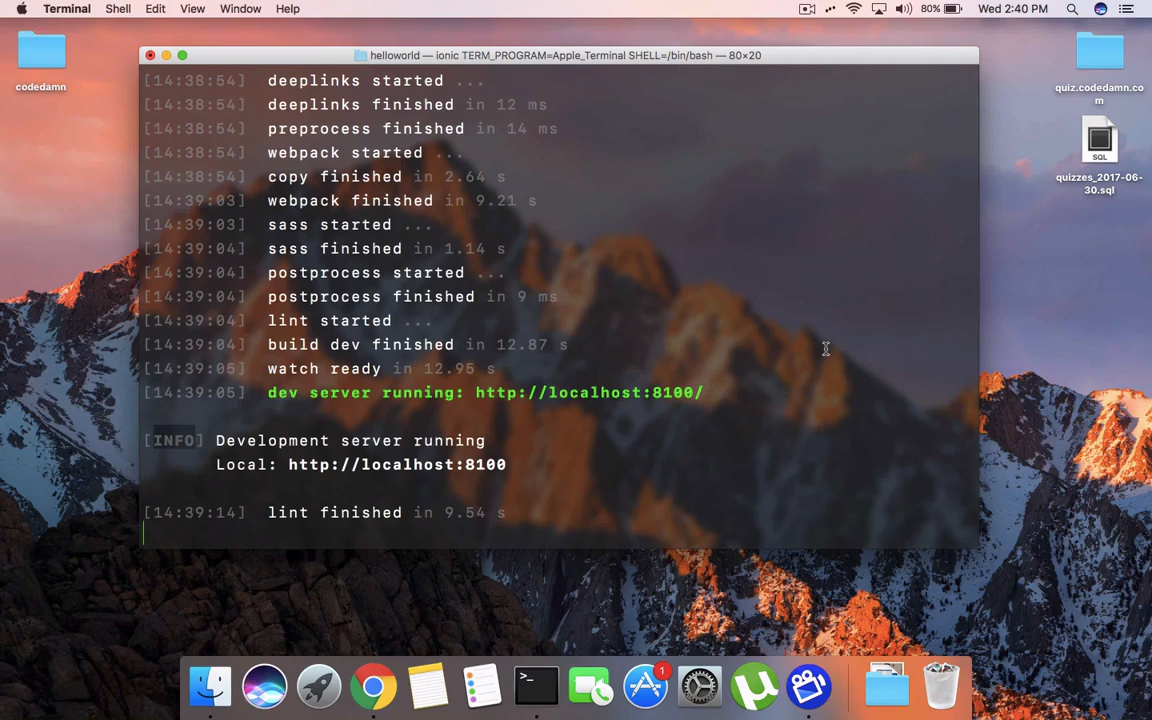 Terminal Shell Edit View Window Help 80% Wed 2:40 PM
helloworld — ionic TERM_PROGRAM=Apple_Terminal SHELL=/bin/bash — 80×20
codedamn
quiz.codedamn.co
m
SQL
quizzes_2017-06-
30.sql
[14:38:54] deeplinks started ...
[14:38:54] deeplinks finished in 12 ms
[14:38:54] preprocess finished in 14 ms
[14:38:54] webpack started ...
[14:38:54] copy finished in 2.64 s
[14:39:03] webpack finished in 9.21 s
[14:39:03] sass started ...
[14:39:04] sass finished in 1.14 s
[14:39:04] postprocess started ...
[14:39:04] postprocess finished in 9 ms
[14:39:04] lint started ...
[14:39:04] build dev finished in 12.87 s
[14:39:04] watch ready in 12.95 s
[14:39:05] dev server running: http://localhost:8100/
[INFO] Development server running
Local: http://localhost:8100
[14:39:14] lint finished in 9.54 s
>_
1
µ